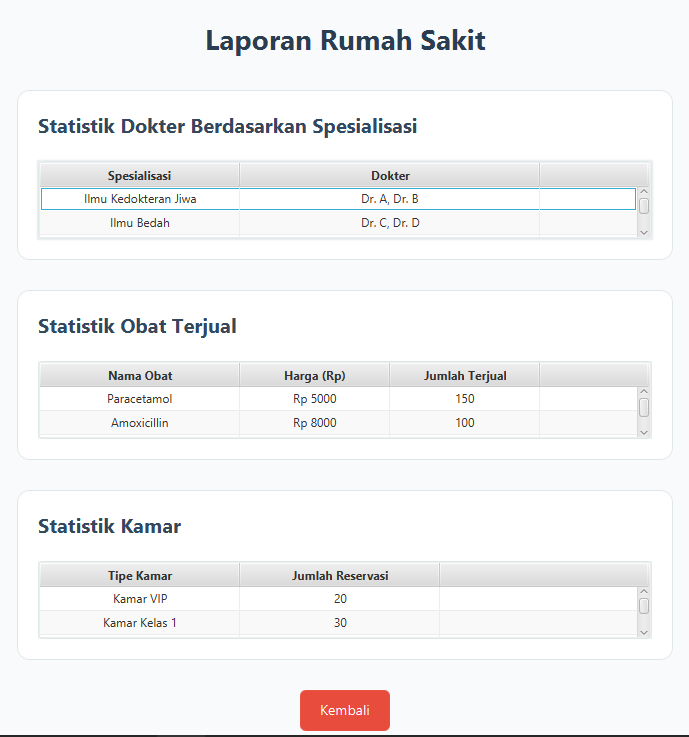 Laporan Rumah Sakit
Statistik Dokter Berdasarkan Spesialisasi
Spesialisasi Dokter
Ilmu Kedokteran Jiwa Dr. A, Dr. B
Ilmu Bedah Dr. C, Dr. D
Statistik Obat Terjual
Nama Obat Harga (Rp) Jumlah Terjual
Paracetamol Rp 5000 150
Amoxicillin Rp 8000 100
Statistik Kamar
Tipe Kamar Jumlah Reservasi
Kamar VIP 20
Kamar Kelas 1 30
Kembali